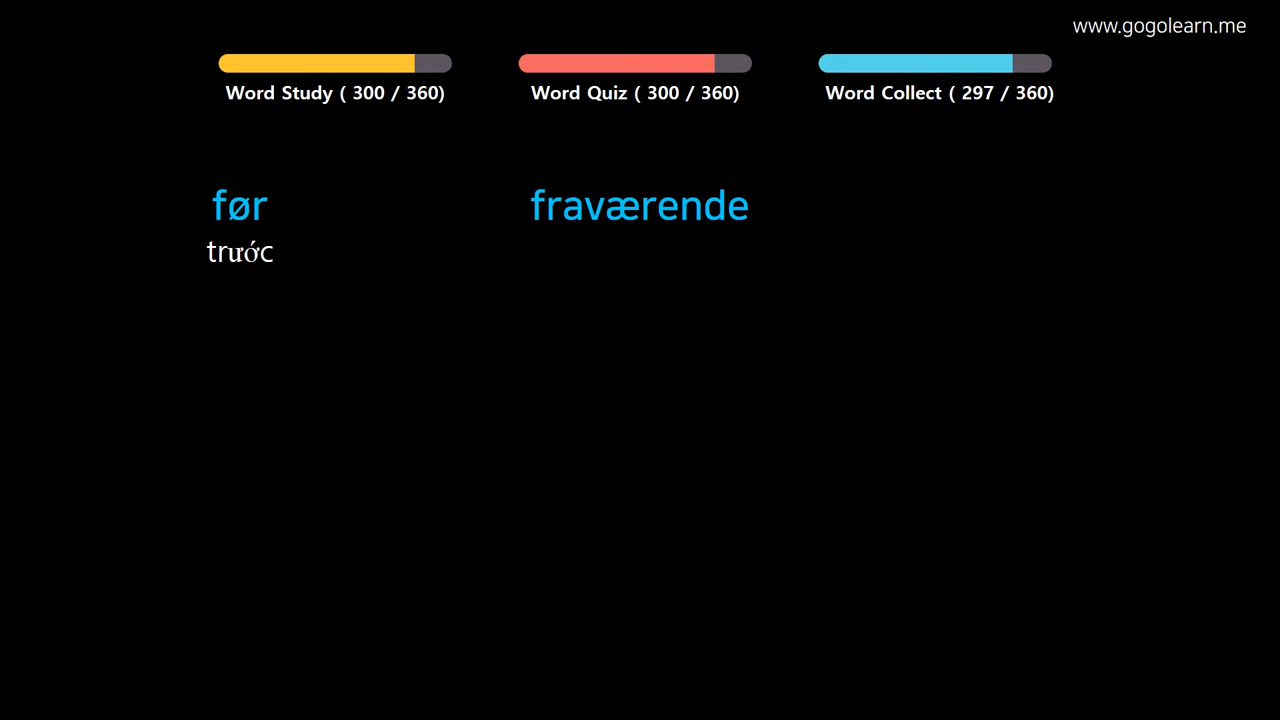 www.gogolearn.me
Word Study ( 300 / 360)
Word Quiz ( 300 / 360)
Word Collect ( 297 / 360)
før
trước
fraværende